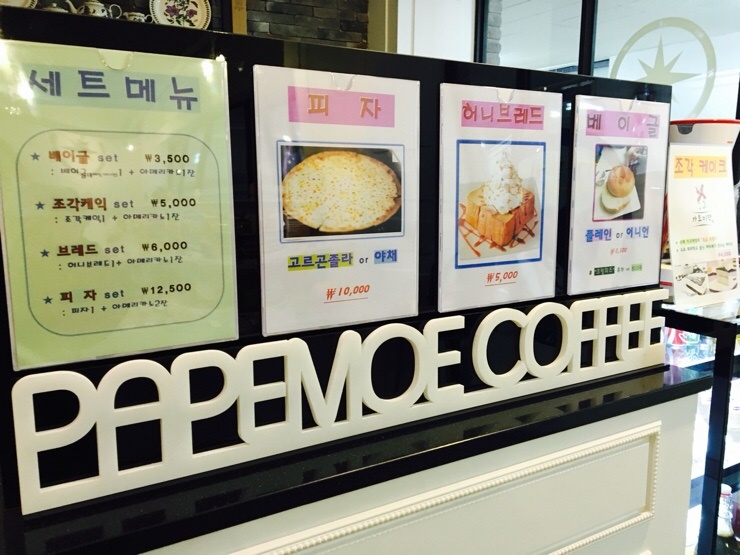 세트메뉴
★ 베이글 set ₩3,500
★ 조각케익 set ₩5,000
: 조각케익1 + 아메리카노1잔
★ 브레드 set ₩6,000
: 허니브레드1 + 아메리카노1잔
★ 피 자 set ₩12,500
: 피자1 + 아메리카노2잔
피 자
고르곤졸라 or 야채
₩10,000
허니브레드
₩5,000
베 이 글
플레인 or 어니언
조각 케이크
PAPEMOE COFFEE